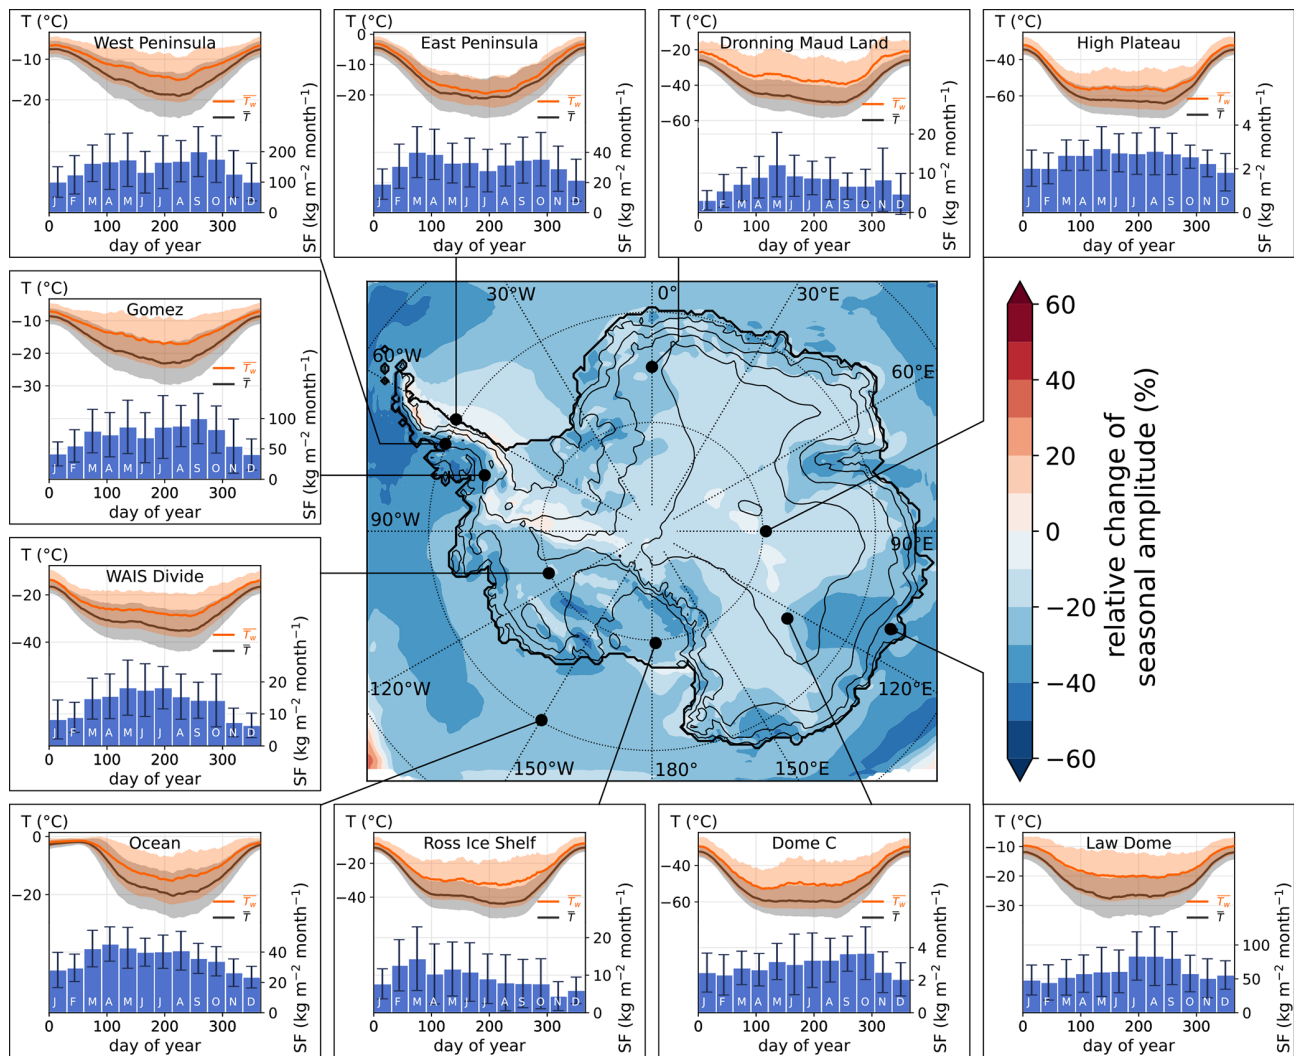 T (°C)
West Peninsula
−10
−20
T̅w̅
T̿
200
100
0
J F M A M J J A S O N D
0 100 200 300
day of year
SF (kg m⁻² month⁻¹)
T (°C)
East Peninsula
0
−10
−20
T̅w̅
T̿
40
20
0
J F M A M J J A S O N D
0 100 200 300
day of year
SF (kg m⁻² month⁻¹)
T (°C)
Dronning Maud Land
−20
−40
−60
T̅w̅
T̿
20
10
0
J F M A M J J A S O N D
0 100 200 300
day of year
SF (kg m⁻² month⁻¹)
T (°C)
High Plateau
−40
−60
T̅w̅
T̿
4
2
0
J F M A M J J A S O N D
0 100 200 300
day of year
SF (kg m⁻² month⁻¹)
T (°C)
Gomez
−10
−20
−30
T̅w̅
T̿
100
50
0
J F M A M J J A S O N D
0 100 200 300
day of year
SF (kg m⁻² month⁻¹)
30°W
0°
30°E
60°W
60°E
90°W
90°E
120°W
120°E
150°W
180°
150°E
60
40
20
0
−20
−40
−60
relative change of
seasonal amplitude (%)
T (°C)
WAIS Divide
−20
−40
T̅w̅
T̿
20
10
0
J F M A M J J A S O N D
0 100 200 300
day of year
SF (kg m⁻² month⁻¹)
T (°C)
Ocean
0
−20
T̅w̅
T̿
40
20
0
J F M A M J J A S O N D
0 100 200 300
day of year
SF (kg m⁻² month⁻¹)
T (°C)
Ross Ice Shelf
−20
−40
T̅w̅
T̿
20
10
0
J F M A M J J A S O N D
0 100 200 300
day of year
SF (kg m⁻² month⁻¹)
T (°C)
Dome C
−40
−60
T̅w̅
T̿
4
2
0
J F M A M J J A S O N D
0 100 200 300
day of year
SF (kg m⁻² month⁻¹)
T (°C)
Law Dome
−10
−20
−30
T̅w̅
T̿
100
50
0
J F M A M J J A S O N D
0 100 200 300
day of year
SF (kg m⁻² month⁻¹)